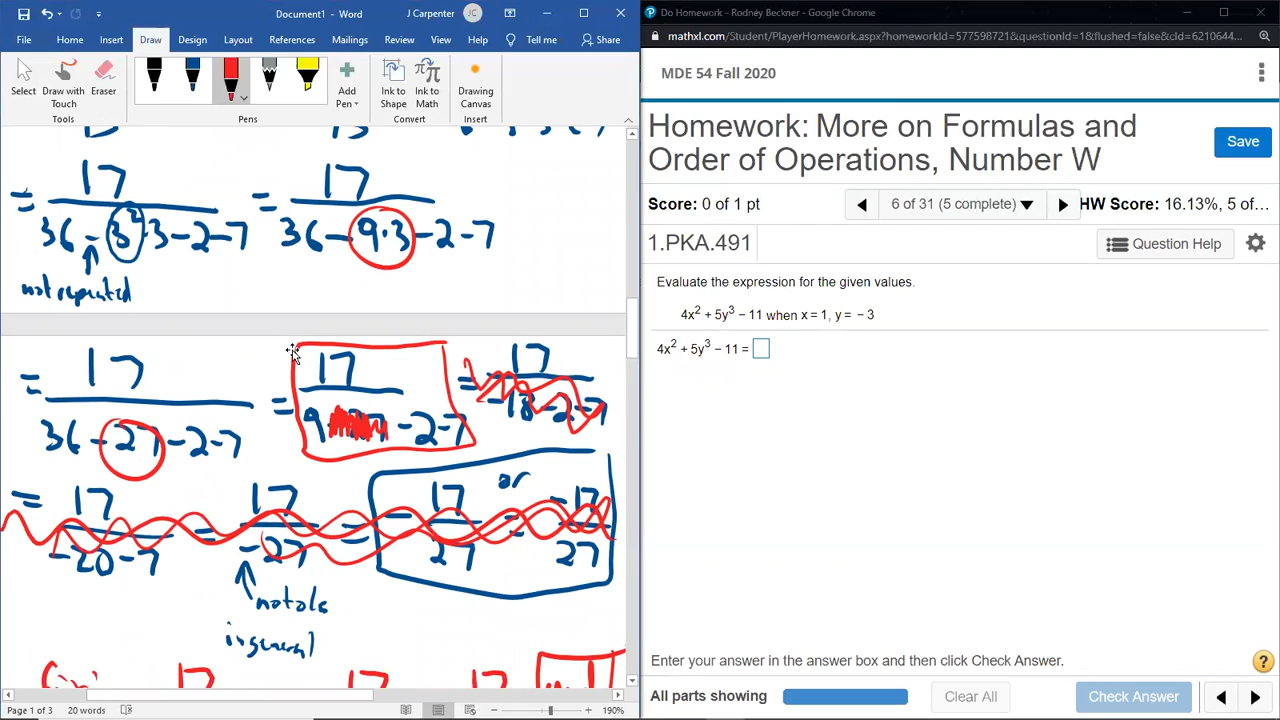 Document1 - Word
J Carpenter
JC
File Home Insert Draw Design Layout References Mailings Review View Help Tell me Share
Select
Draw with Touch
Eraser
Add Pen
Ink to Shape
Ink to Math
Drawing Canvas
Tools
Pens
Convert
Insert
= 17 = 17
36 - 3² · 3 - 2 - 7 36 - 9 · 3 - 2 - 7
not repeated
= 17 = 17 = 17
36 - 27 - 2 - 7 9 - 2 - 7 -18 - 2 - 7
= 17 = 17 = - 17 or = -17
-20 - 7 -27 27 27
not ols
in general
17 17 17
Page 1 of 3 20 words 190%
Do Homework - Rodney Beckner - Google Chrome
mathxl.com/Student/PlayerHomework.aspx?homeworkId=577598721&questionId=1&flushed=false&cId=6210644...
MDE 54 Fall 2020
Homework: More on Formulas and
Order of Operations, Number W
Save
Score: 0 of 1 pt
6 of 31 (5 complete)
HW Score: 16.13%, 5 of...
1.PKA.491
Question Help
Evaluate the expression for the given values.
4x² + 5y³ − 11 when x = 1, y = − 3
4x² + 5y³ − 11 =
Enter your answer in the answer box and then click Check Answer.
?
All parts showing
Clear All
Check Answer